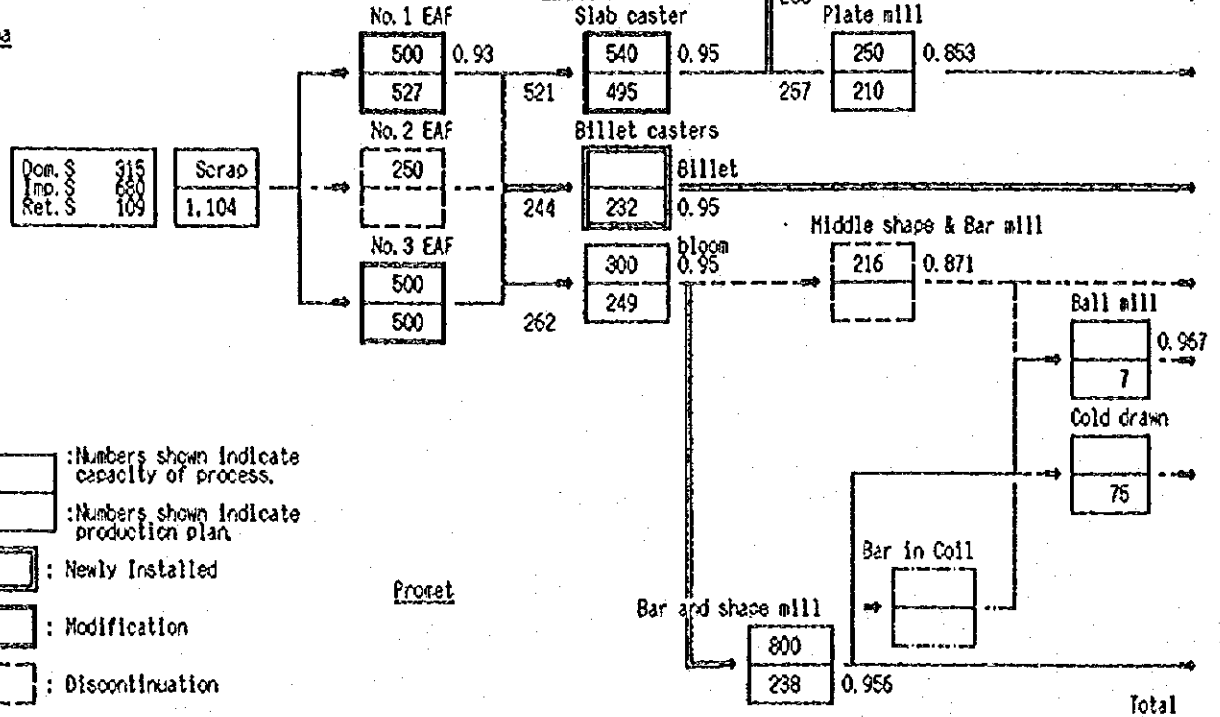 No. 1 EAF
Slab caster
Plate mill
500 0.93
540 0.95
250 0.853
527
521
495
257
210
No. 2 EAF
Billet casters
Dom. S 315
Imp. S 680
Ret. S 109
Scrap
1,104
250
Billet
244
232 0.95
No. 3 EAF
bloom
Middle shape & Bar mill
500
300 0.95
216 0.871
500
262
249
Ball mill
0.967
7
Cold drawn
76
:Numbers shown indicate
capacity of process.
:Numbers shown indicate
production plan.
: Newly Installed
: Modification
: Discontinuation
Promet
Bar in Coil
Bar and shape mill
800
238 0.956
Total